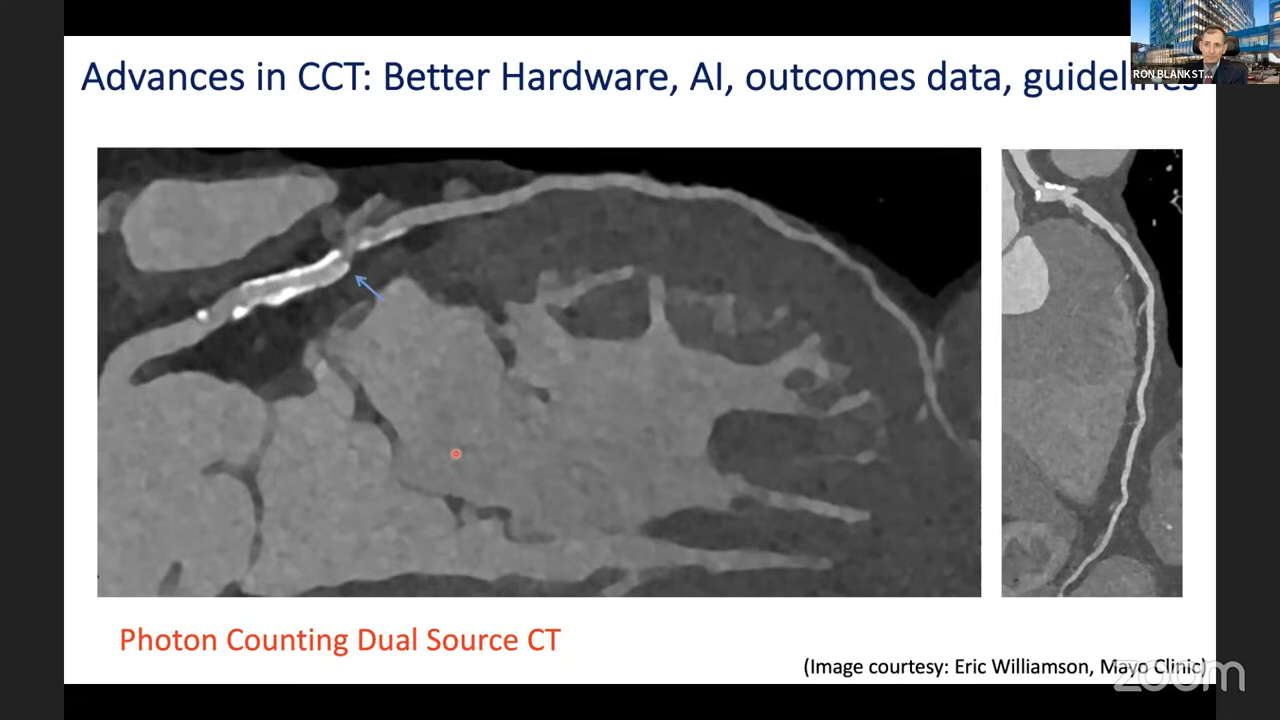 Advances in CCT: Better Hardware, AI, outcomes data, guidelines
RON BLANKST...
Photon Counting Dual Source CT
(Image courtesy: Eric Williamson, Mayo Clinic)
zoom